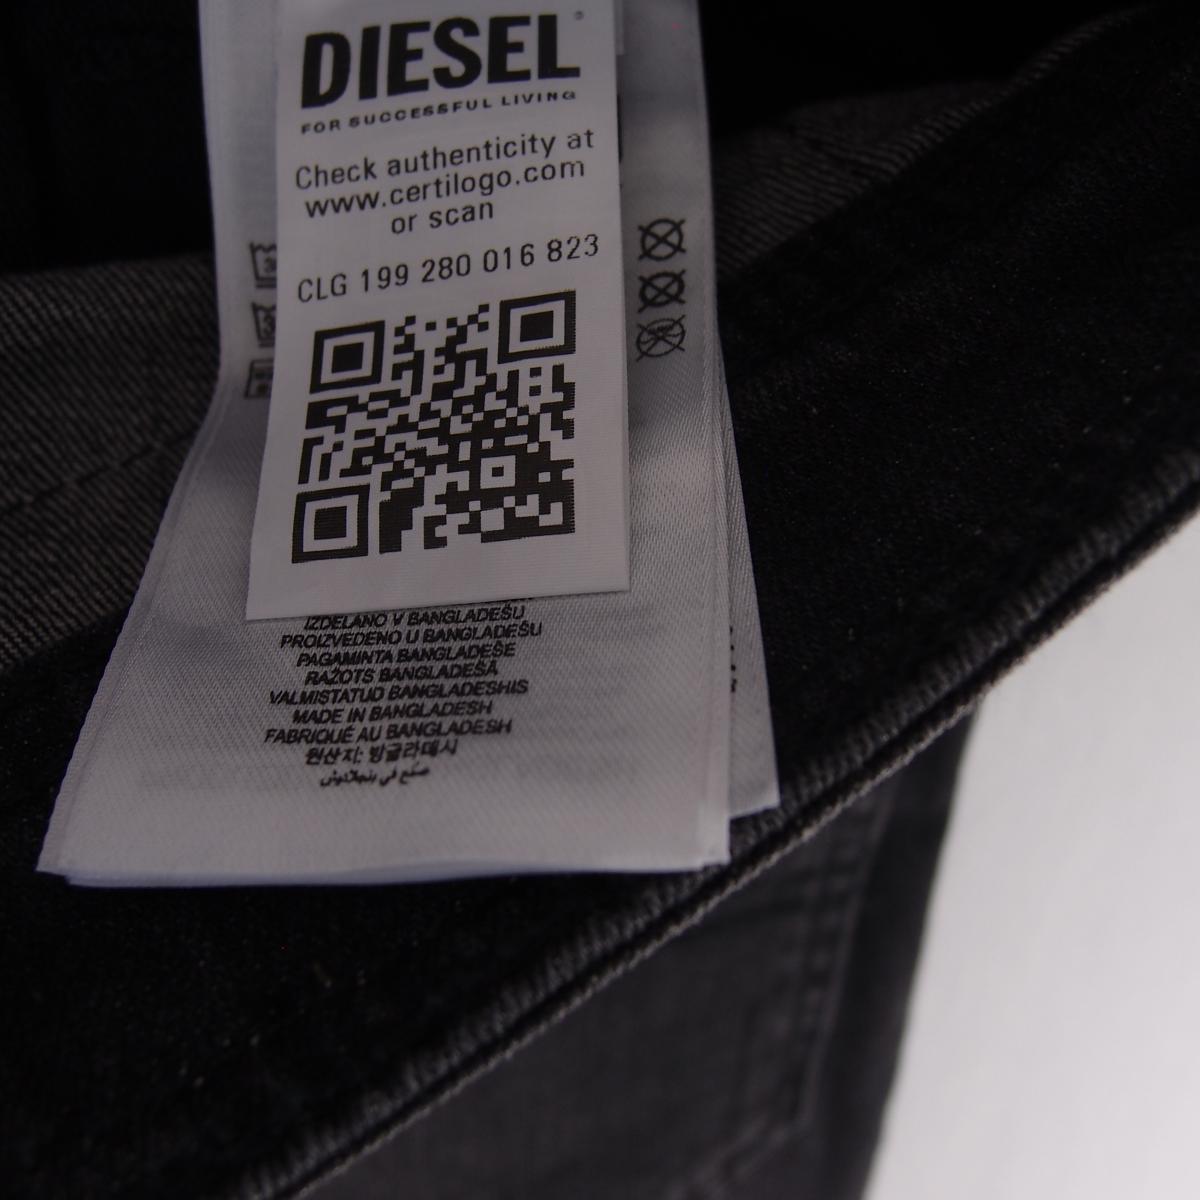 DIESEL
FOR SUCCESSFUL LIVING
Check authenticity at
www.certilogo.com
or scan
CLG 199 280 016 823
IZDELANO V BANGLADEŠU
PROIZVEDENO U BANGLADEŠU
PAGAMINTA BANGLADEŠE
RAŽOTS BANGLADEŠĀ
VALMISTATUD BANGLADESHIS
MADE IN BANGLADESH
FABRIQUÉ AU BANGLADESH
원산지: 방글라데시
صنع في بنجلاديش